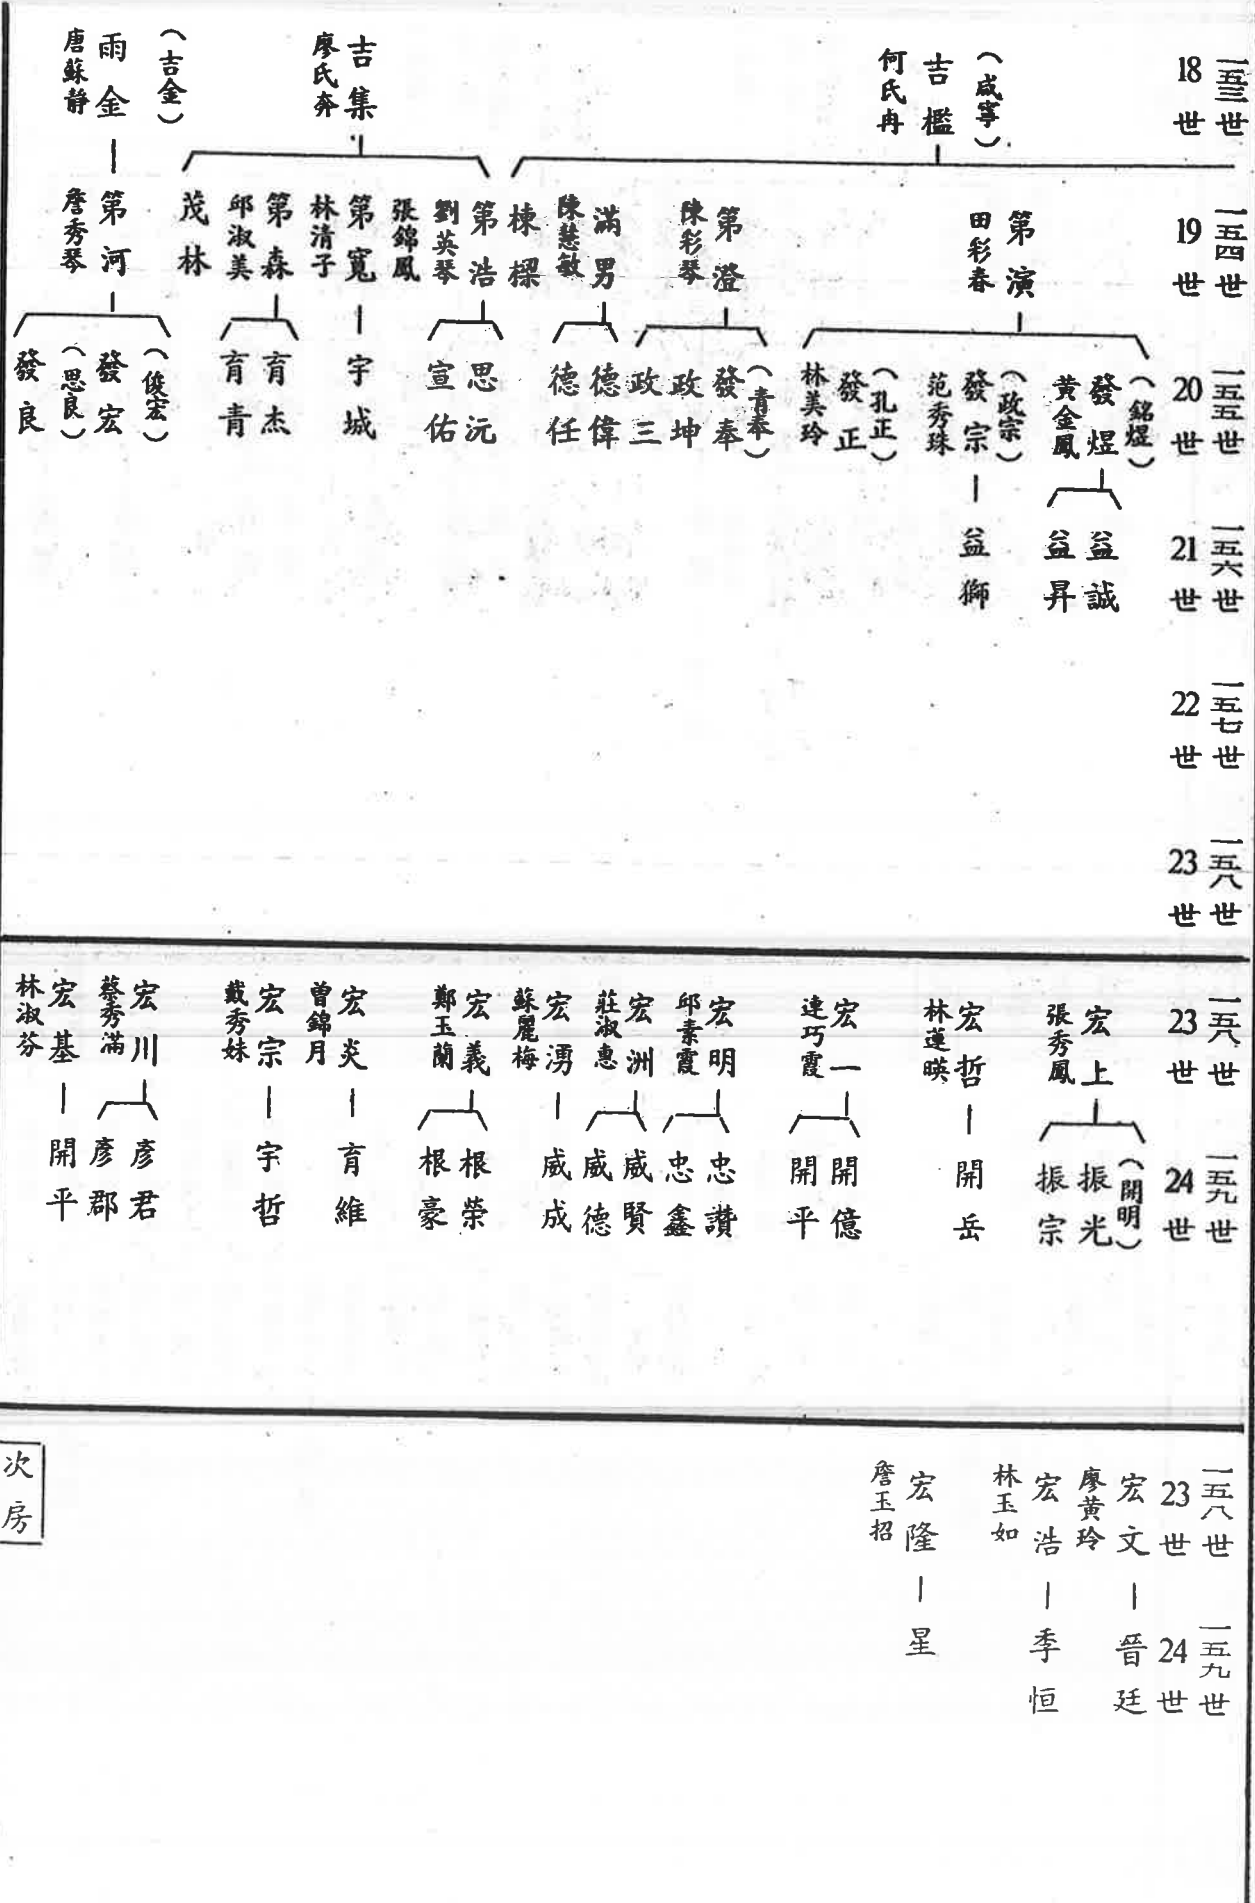 一五三世
18世
（咸寧）
吉檻
何氏冉
吉集
廖氏奔
（吉金）
雨金
唐蘇静
一五四世
19世
第演
田彩春
第澄
陳彩琴
滿男
陳慧敏
棟樑
張錦鳳
第浩
劉英琴
第寬
林清子
第森
邱淑美
茂林
第河
詹秀琴
一五五世
20世
（銘煜）
發煜
黃金鳳
（政宗）
發宗
范秀珠
（孔正）
發正
林美玲
（青奉）
發奉
政坤
政三
德偉
德任
思沅
宣佑
宇城
育杰
育青
（俊宏）
發宏
（思良）
發良
一五六世
21世
益誠
益昇
益獅
一五七世
22世
一五八世
23世
一五八世
23世
宏上
張秀鳳
宏哲
林蓮暎
宏一
連巧霞
宏明
邱素霞
宏洲
莊淑惠
宏湧
蘇麗梅
宏義
鄭玉蘭
宏炎
曾錦月
宏宗
戴秀妹
宏川
蔡秀滿
宏基
林淑芬
一五九世
24世
（開明）
振光
振宗
開岳
開億
開平
忠讚
忠鑫
威賢
威德
威成
根榮
根豪
育維
宇哲
彥君
彥郡
開平
一五八世
23世
宏文
廖黃玲
宏浩
林玉如
宏隆
詹玉招
一五九世
24世
晉廷
季恒
星
次房